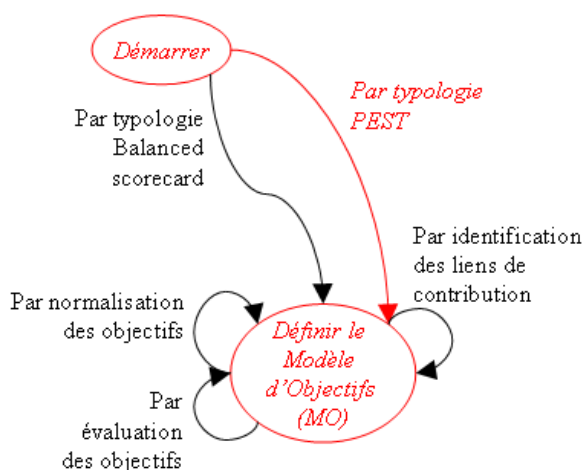 Démarrer
Par typologie
PEST
Par typologie
Balanced
scorecard
Par identification
des liens de
contribution
Par normalisation
des objectifs
Définir le
Modèle
d'Objectifs
(MO)
Par
évaluation
des objectifs